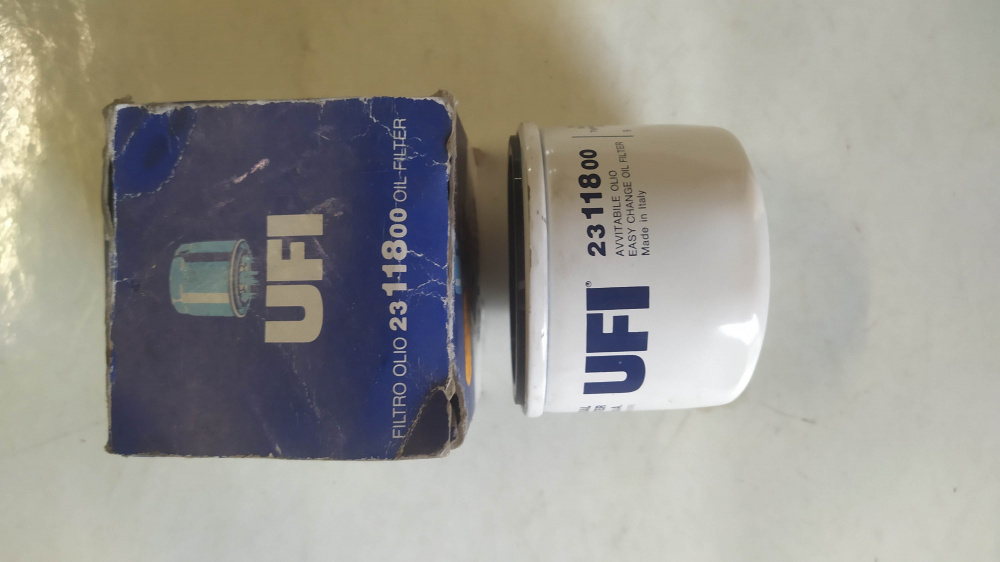 UFI
FILTRO OLIO 23 118 00 OIL FILTER
UFI®
23 118 00
AVVITABILE OLIO
EASY CHANGE OIL FILTER
Made in Italy